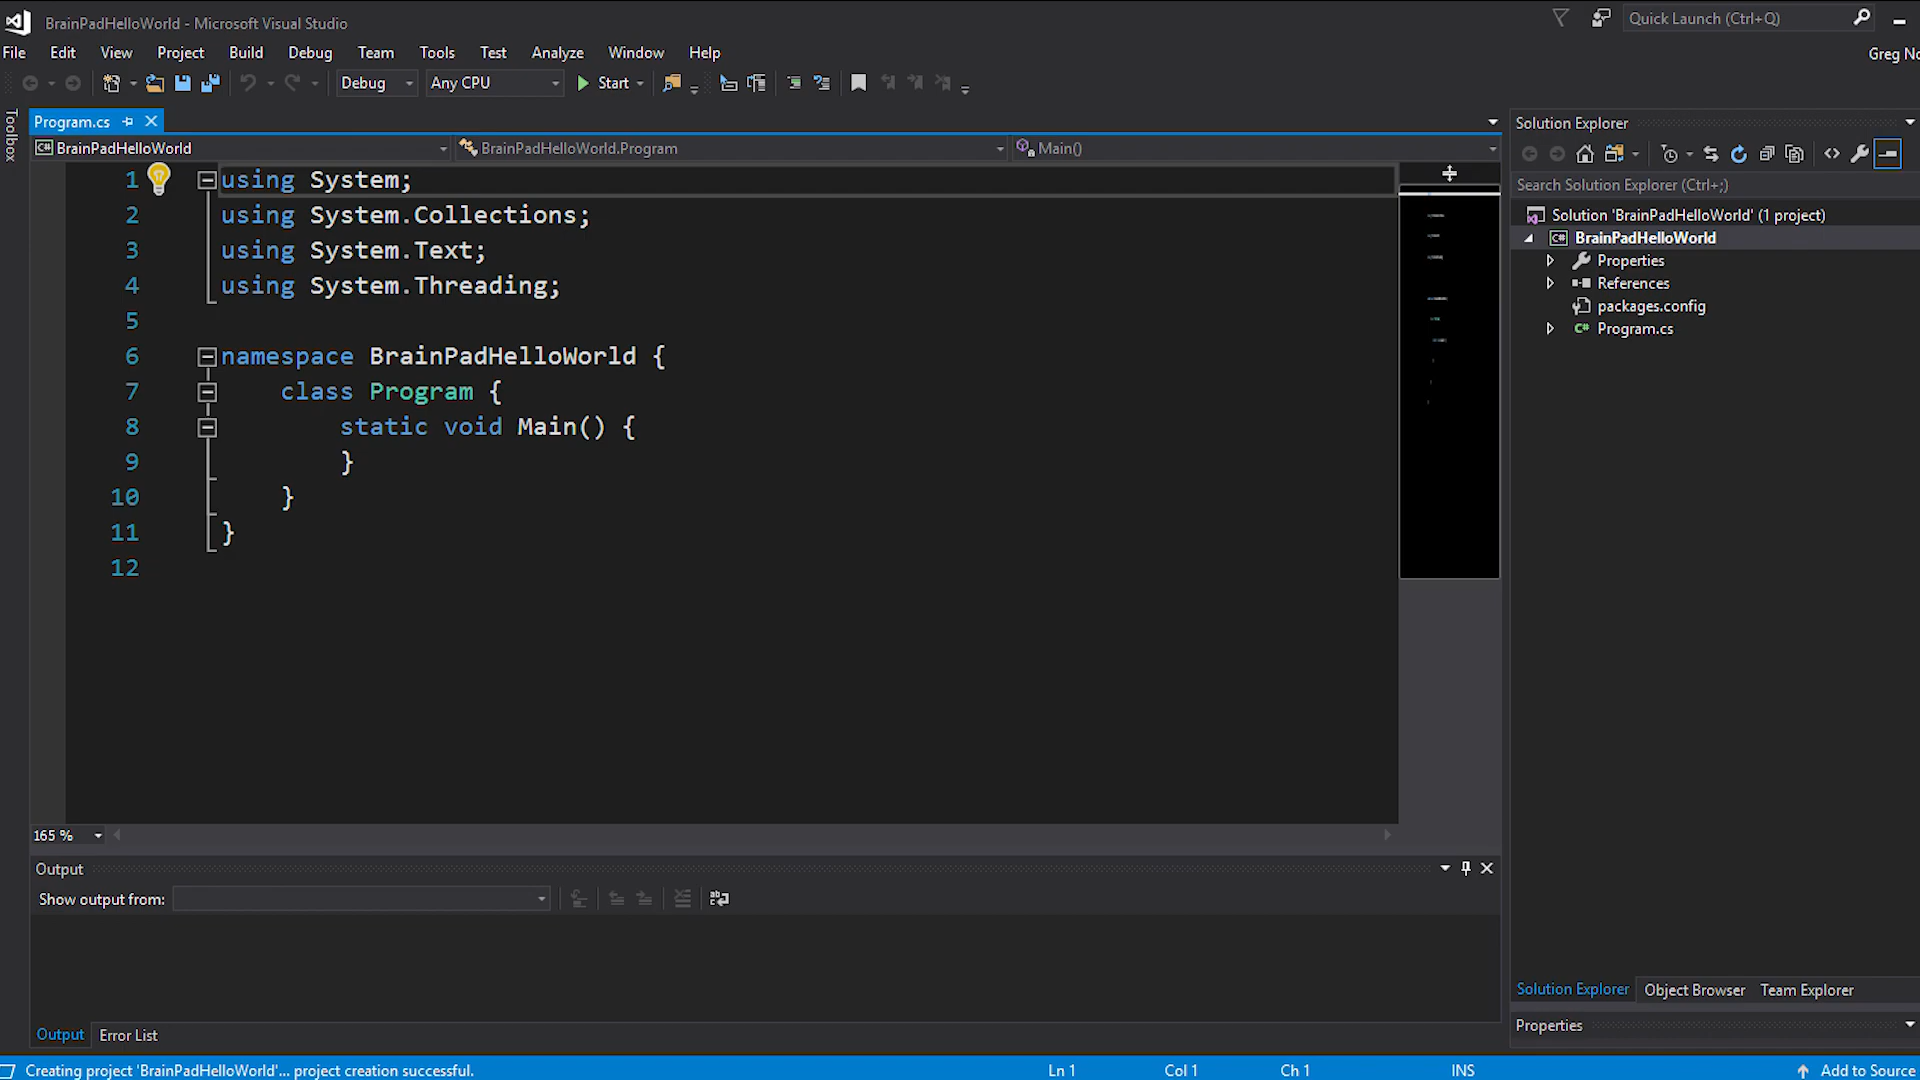 BrainPadHelloWorld - Microsoft Visual Studio
Quick Launch (Ctrl+Q)
File Edit View Project Build Debug Team Tools Test Analyze Window Help
Greg No
Debug Any CPU Start
Toolbox
Program.cs
BrainPadHelloWorld BrainPadHelloWorld.Program Main()
1 using System;
2 using System.Collections;
3 using System.Text;
4 using System.Threading;
5
6 namespace BrainPadHelloWorld {
7 class Program {
8 static void Main() {
9 }
10 }
11 }
12
165 %
Output
Show output from:
Output Error List
Solution Explorer
Search Solution Explorer (Ctrl+;)
Solution 'BrainPadHelloWorld' (1 project)
BrainPadHelloWorld
Properties
References
packages.config
Program.cs
Solution Explorer Object Browser Team Explorer
Properties
Creating project 'BrainPadHelloWorld'... project creation successful.
Ln 1 Col 1 Ch 1 INS
Add to Source